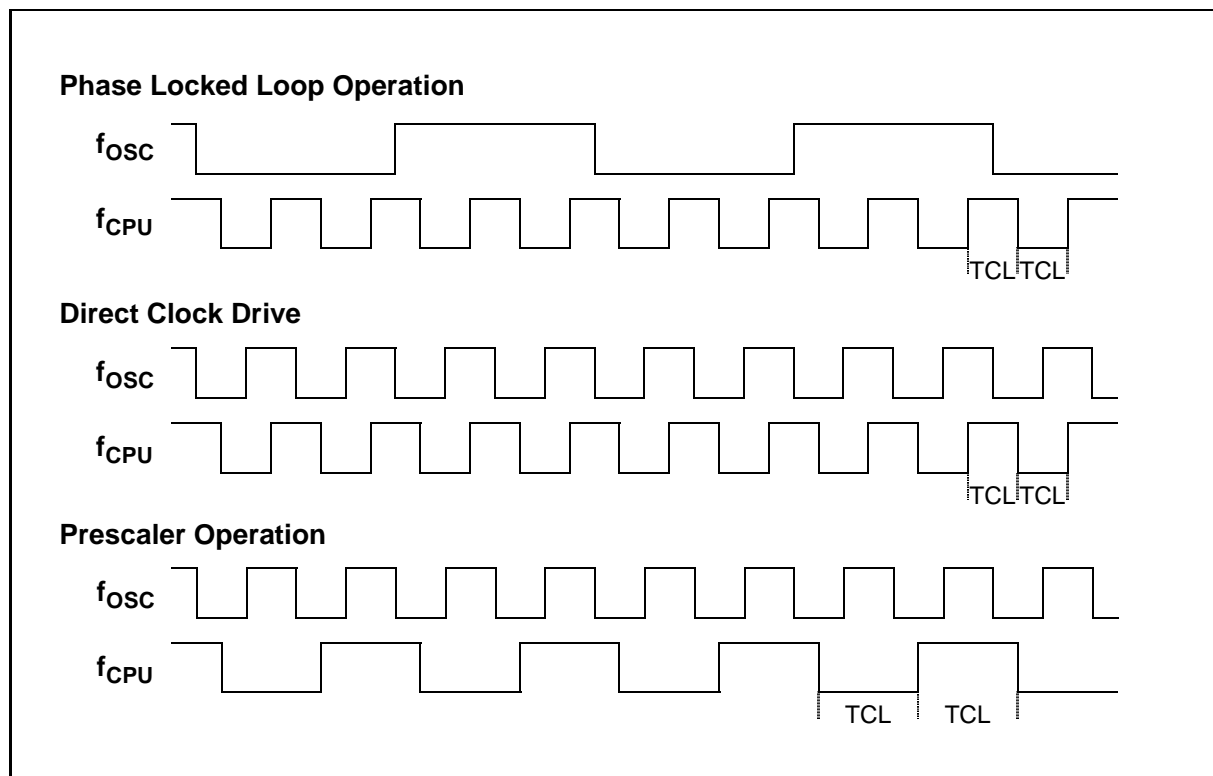 Phase Locked Loop Operation
fOSC
fCPU
TCL TCL
Direct Clock Drive
fOSC
fCPU
TCL TCL
Prescaler Operation
fOSC
fCPU
TCL TCL